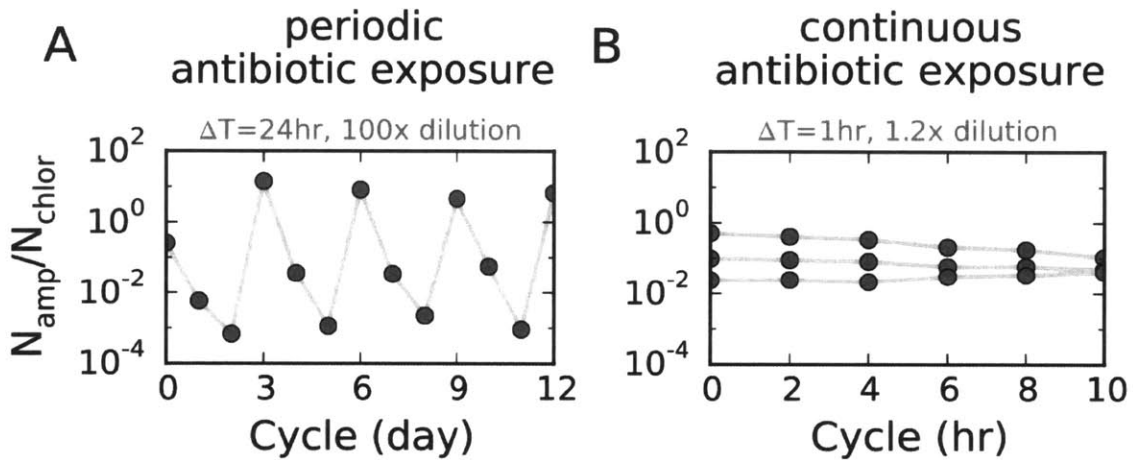 A
periodic
antibiotic exposure
ΔT=24hr, 100x dilution
N_amp/N_chlor
10^2
10^0
10^-2
10^-4
0 3 6 9 12
Cycle (day)
B
continuous
antibiotic exposure
ΔT=1hr, 1.2x dilution
10^2
10^0
10^-2
10^-4
0 2 4 6 8 10
Cycle (hr)